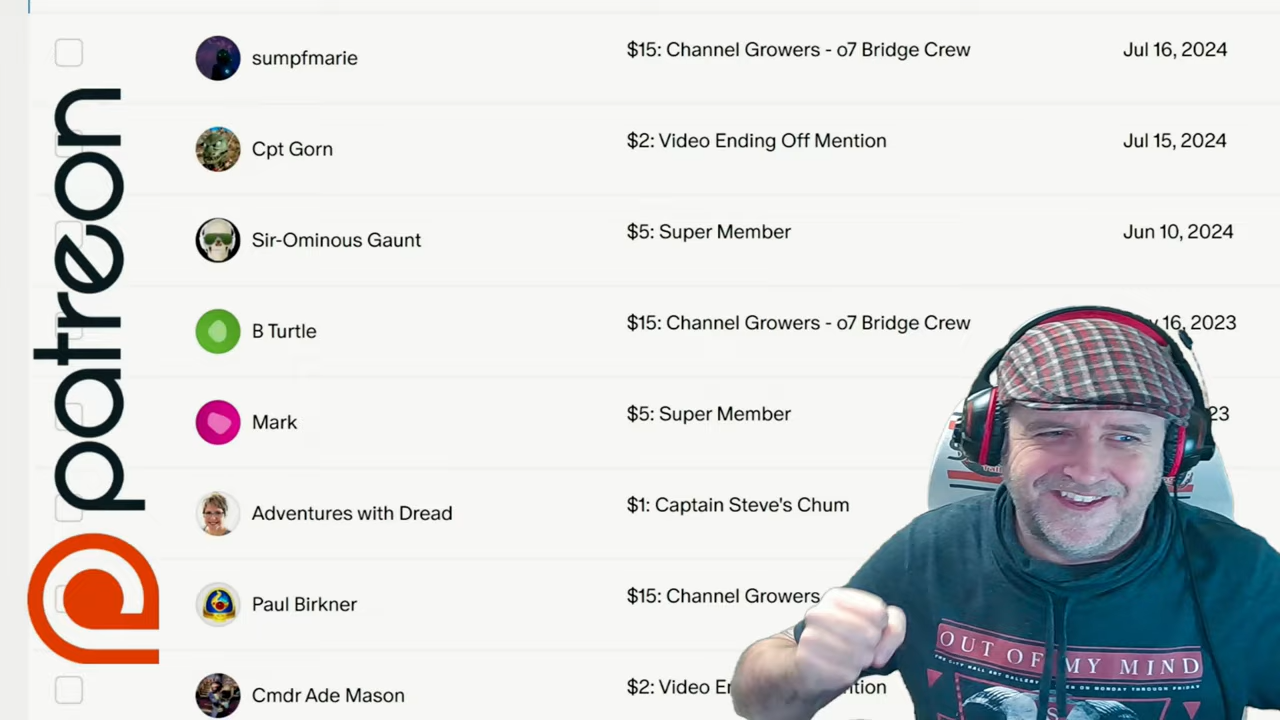 patreon
sumpfmarie
$15: Channel Growers - o7 Bridge Crew
Jul 16, 2024
Cpt Gorn
$2: Video Ending Off Mention
Jul 15, 2024
Sir-Ominous Gaunt
$5: Super Member
Jun 10, 2024
B Turtle
$15: Channel Growers - o7 Bridge Crew
16, 2023
Mark
$5: Super Member
23
Adventures with Dread
$1: Captain Steve's Chum
Paul Birkner
$15: Channel Growers
Cmdr Ade Mason
$2: Video
OUT OF MY MIND